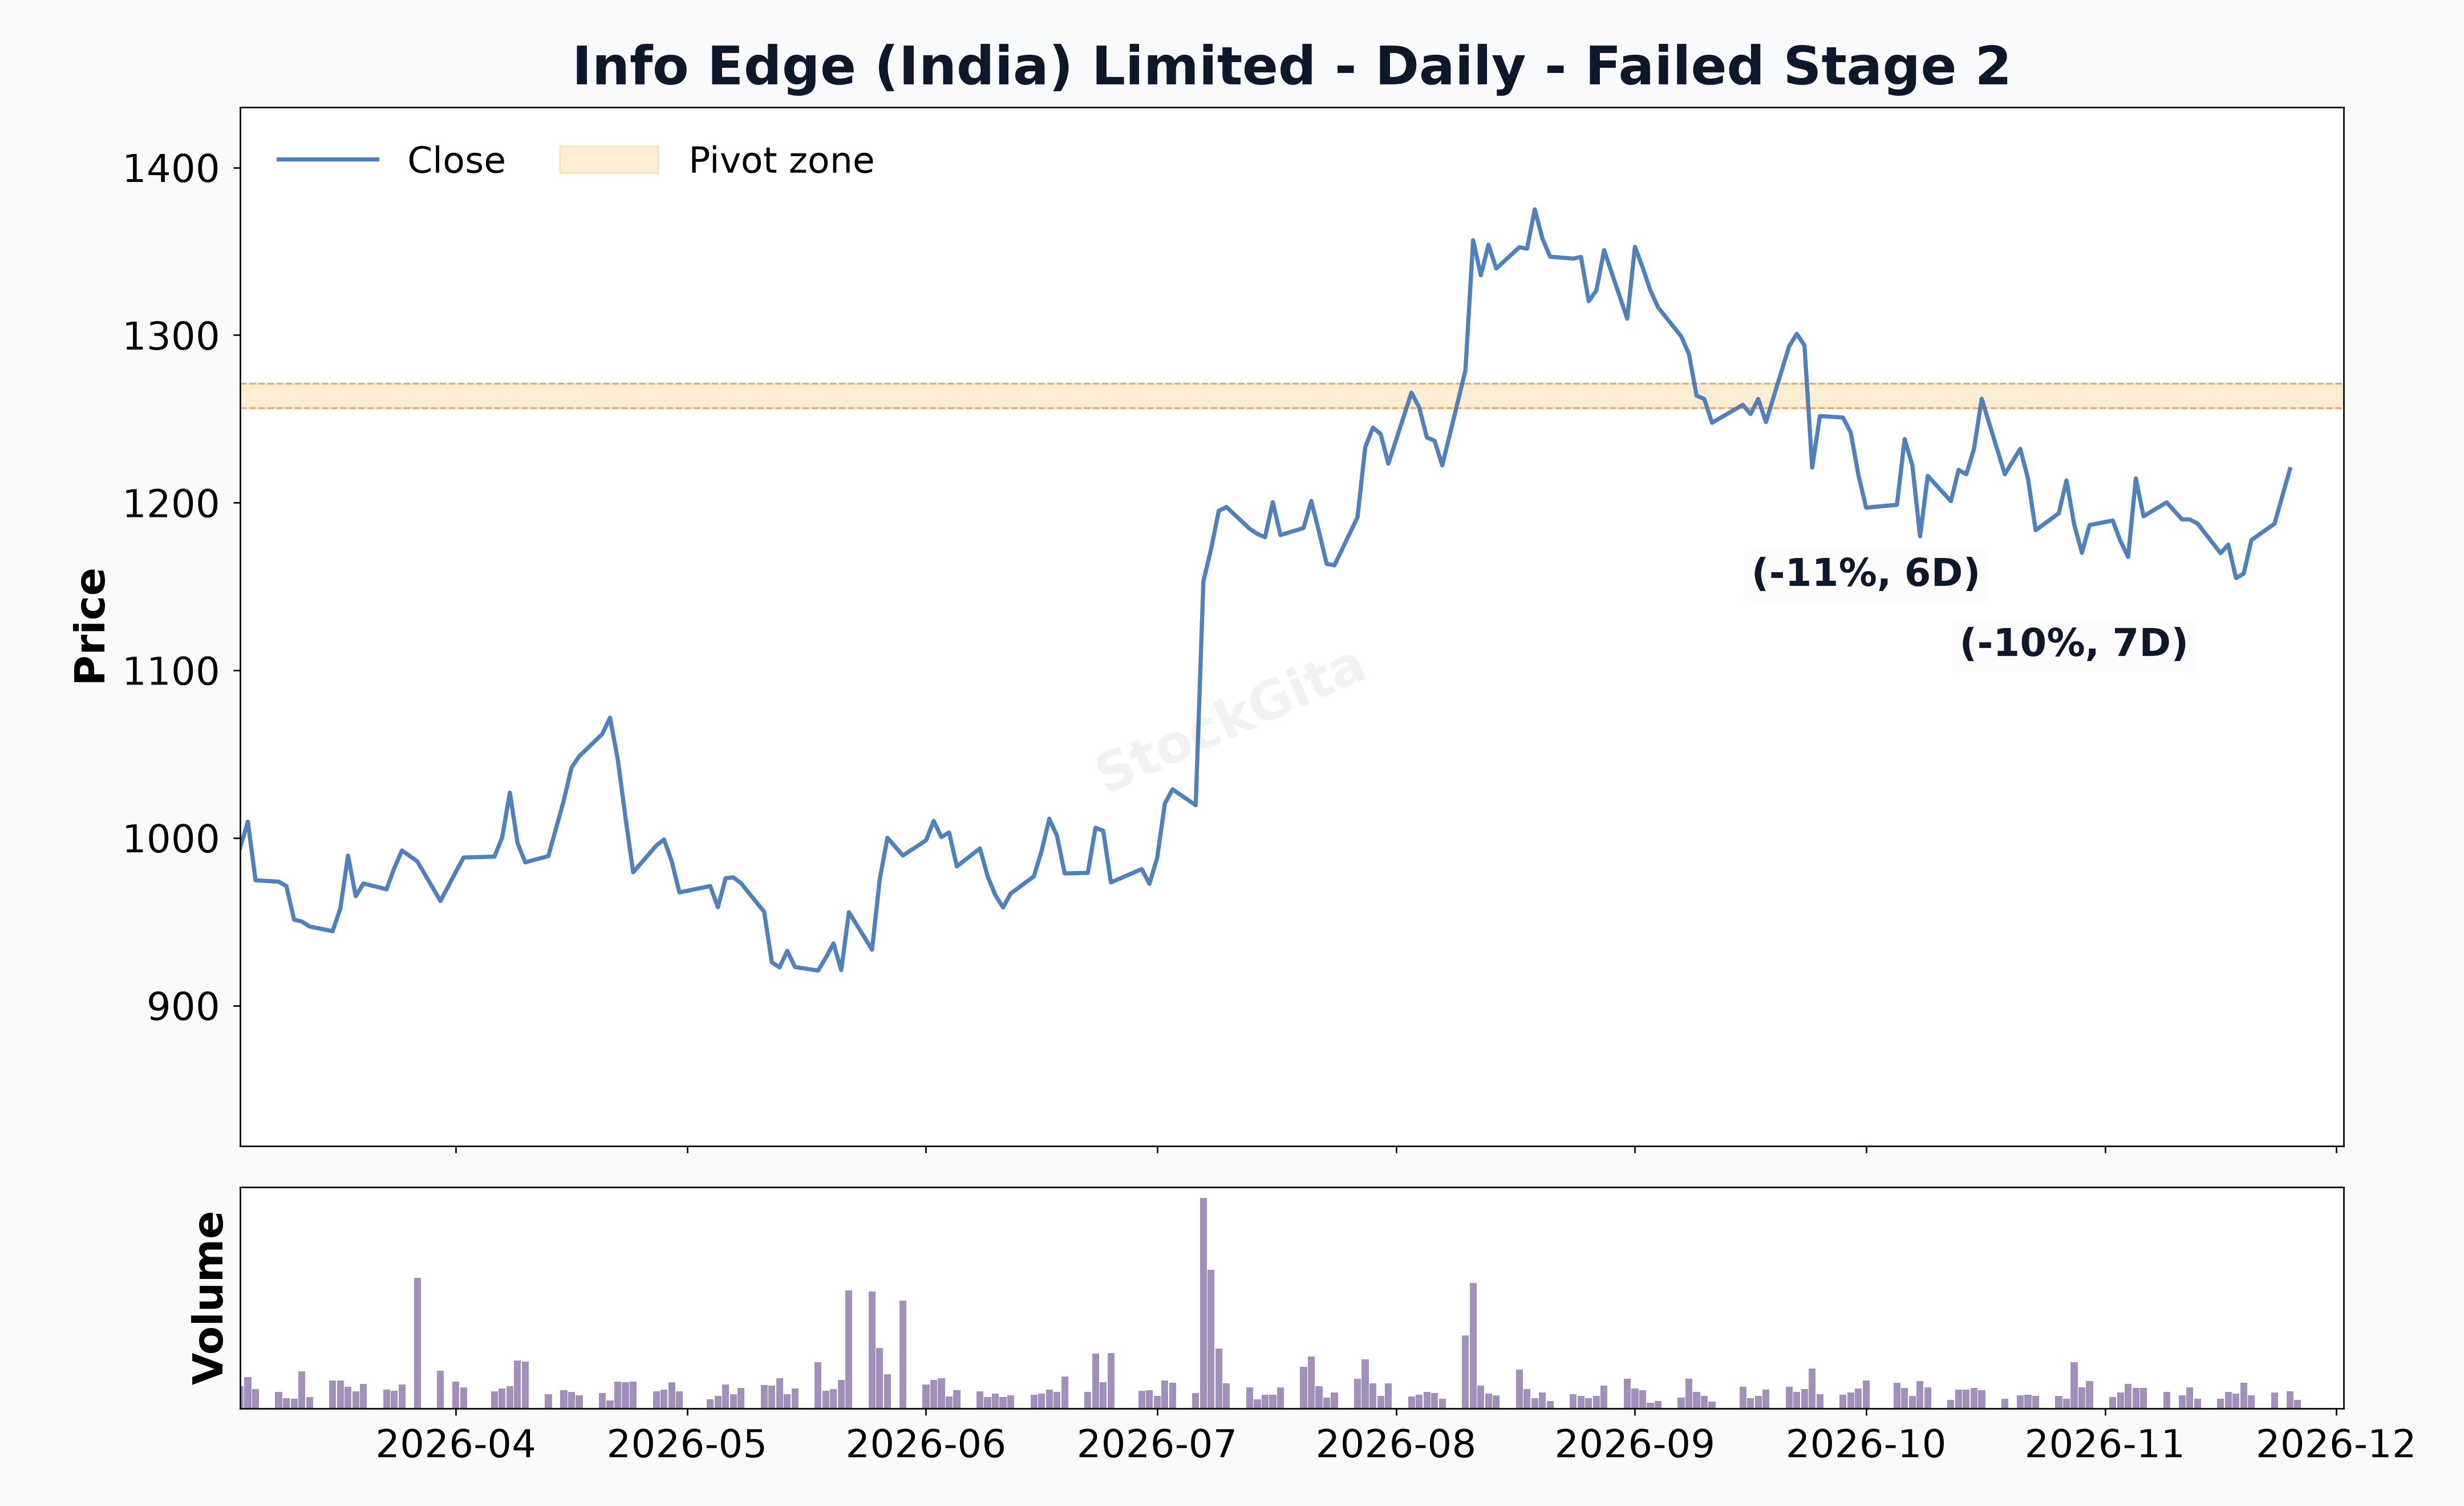 Info Edge (India) Limited - Daily - Failed Stage 2
Close
Pivot zone
1400
1300
1200
1100
1000
900
Price
(-11%, 6D)
(-10%, 7D)
StockGita
Volume
2026-04
2026-05
2026-06
2026-07
2026-08
2026-09
2026-10
2026-11
2026-12